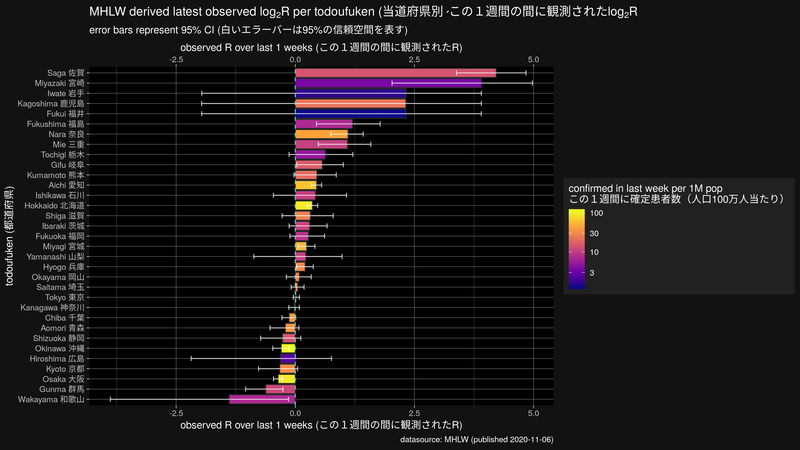 MHLW derived latest observed log2R per todoufuken (当道府県別 -この１週間の間に観測されたlog2R
error bars represent 95% CI (白いエラーバーは95%の信頼空間を表す)
observed R over last 1 weeks (この１週間の間に観測されたR)
-2.5 0.0 2.5 5.0
todoufuken (都道府県)
Saga 佐賀
Miyazaki 宮崎
Iwate 岩手
Kagoshima 鹿児島
Fukui 福井
Fukushima 福島
Nara 奈良
Mie 三重
Tochigi 栃木
Gifu 岐阜
Kumamoto 熊本
Aichi 愛知
Ishikawa 石川
Hokkaido 北海道
Shiga 滋賀
Ibaraki 茨城
Fukuoka 福岡
Miyagi 宮城
Yamanashi 山梨
Hyogo 兵庫
Okayama 岡山
Saitama 埼玉
Tokyo 東京
Kanagawa 神奈川
Chiba 千葉
Aomori 青森
Shizuoka 静岡
Okinawa 沖縄
Hiroshima 広島
Kyoto 京都
Osaka 大阪
Gunma 群馬
Wakayama 和歌山
-2.5 0.0 2.5 5.0
observed R over last 1 weeks (この１週間の間に観測されたR)
datasource: MHLW (published 2020-11-06)
confirmed in last week per 1M pop
この１週間に確定患者数（人口100万人当たり）
100
30
10
3